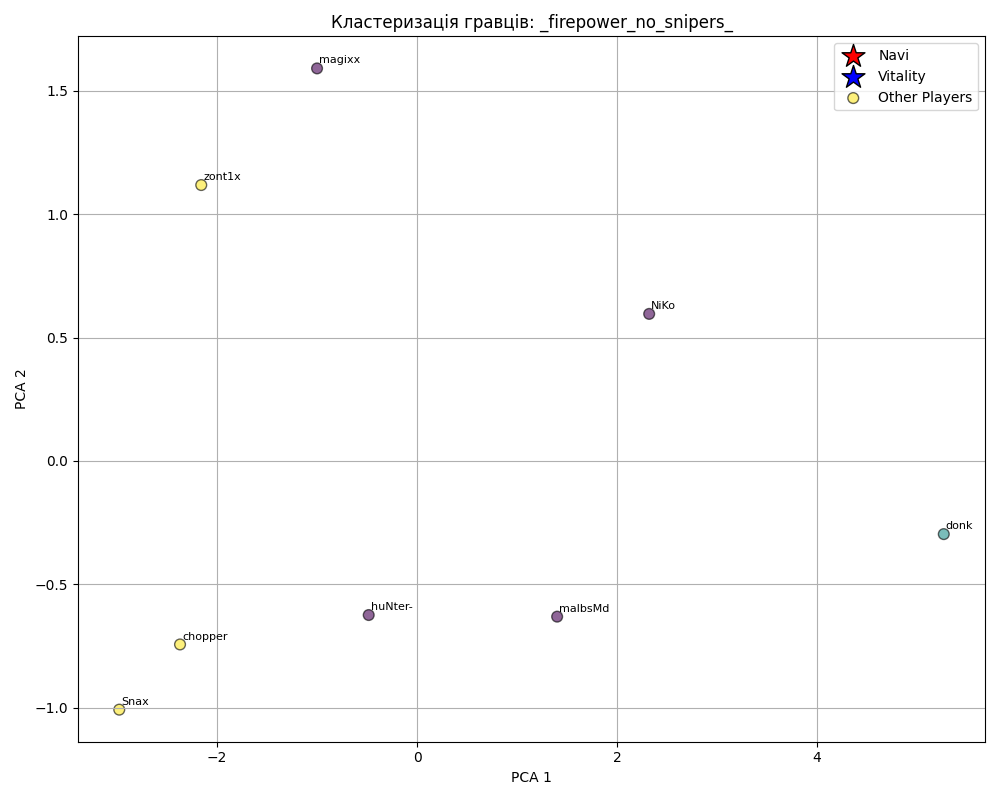 Кластеризація гравців: _firepower_no_snipers_
Navi
Vitality
Other Players
magixx
zont1x
NiKo
donk
huNter-
malbsMd
chopper
Snax
1.5
1.0
0.5
0.0
−0.5
−1.0
PCA 2
−2
0
2
4
PCA 1